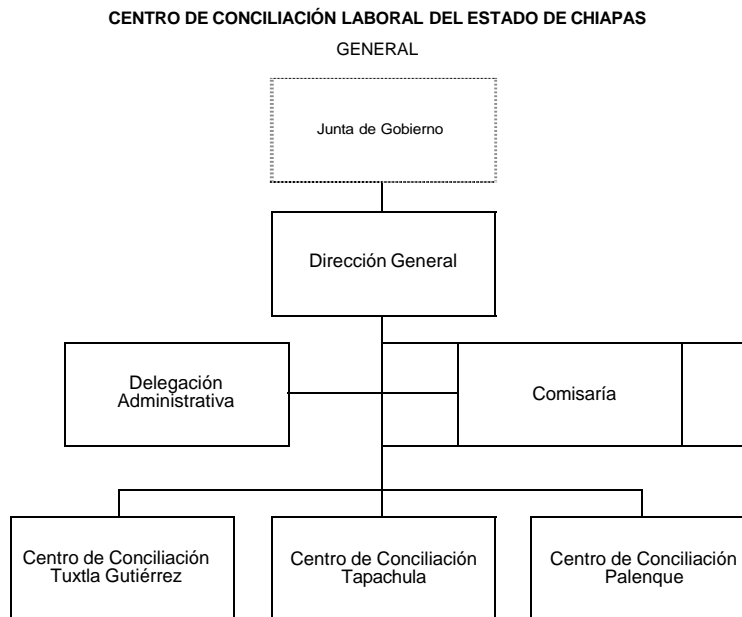 CENTRO DE CONCILIACIÓN LABORAL DEL ESTADO DE CHIAPAS
GENERAL
Junta de Gobierno
Dirección General
Delegación
Administrativa
Comisaría
Centro de Conciliación
Tuxtla Gutiérrez
Centro de Conciliación
Tapachula
Centro de Conciliación
Palenque